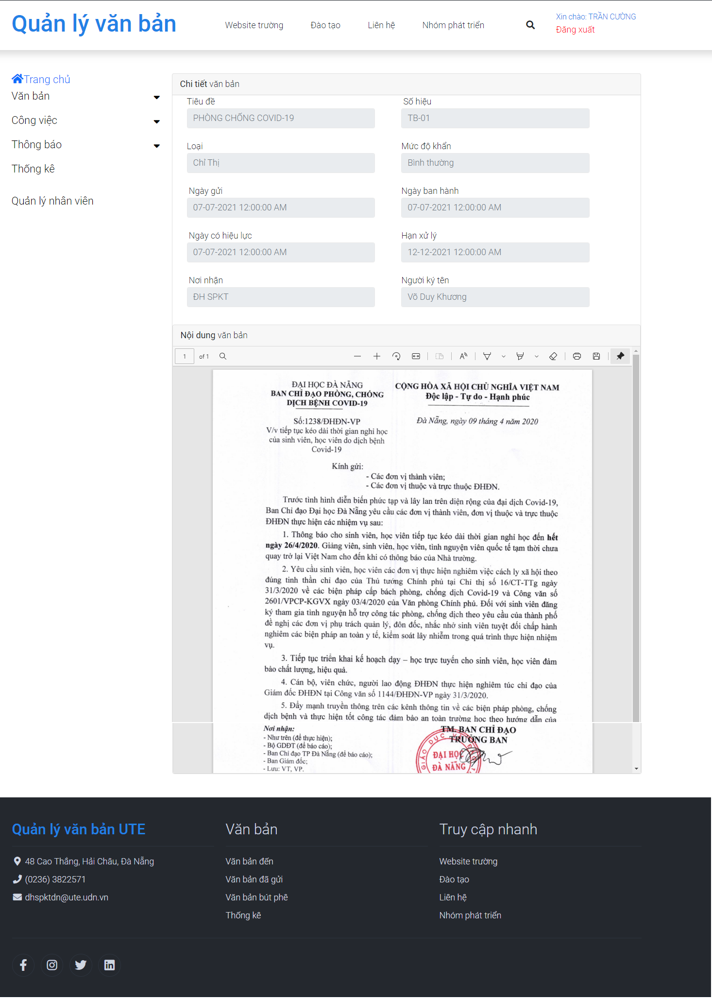 Quản lý văn bản
Website trường
Đào tạo
Liên hệ
Nhóm phát triển
Xin chào: TRẦN CƯỜNG
Đăng xuất
Trang chủ
Văn bản
Công việc
Thông báo
Thống kê
Quản lý nhân viên
Chi tiết văn bản
Tiêu đề
Số hiệu
PHÒNG CHỐNG COVID-19
TB-01
Loại
Mức độ khẩn
Chỉ Thị
Bình thường
Ngày gửi
Ngày ban hành
07-07-2021 12:00:00 AM
07-07-2021 12:00:00 AM
Ngày có hiệu lực
Hạn xử lý
07-07-2021 12:00:00 AM
12-12-2021 12:00:00 AM
Nơi nhận
Người ký tên
ĐH SPKT
Võ Duy Khương
Nội dung văn bản
1 of 1
ĐẠI HỌC ĐÀ NẴNG
BAN CHỈ ĐẠO PHÒNG, CHỐNG
DỊCH BỆNH COVID-19
CỘNG HÒA XÃ HỘI CHỦ NGHĨA VIỆT NAM
Độc lập - Tự do - Hạnh phúc
Số:1238/ĐHĐN-VP
V/v tiếp tục kéo dài thời gian nghỉ học
của sinh viên, học viên do dịch bệnh
Covid-19
Đà Nẵng, ngày 09 tháng 4 năm 2020
Kính gửi:
- Các đơn vị thành viên;
- Các đơn vị thuộc và trực thuộc ĐHĐN.
Trước tình hình diễn biến phức tạp và lây lan trên diện rộng của đại dịch Covid-19,
Ban Chỉ đạo Đại học Đà Nẵng yêu cầu các đơn vị thành viên, đơn vị thuộc và trực thuộc
ĐHĐN thực hiện các nhiệm vụ sau:
1. Thông báo cho sinh viên, học viên tiếp tục kéo dài thời gian nghỉ học đến hết
ngày 26/4/2020. Giảng viên, sinh viên, học viên, tình nguyện viên quốc tế tạm thời chưa
quay trở lại Việt Nam cho đến khi có thông báo của Nhà trường.
2. Yêu cầu sinh viên, học viên các đơn vị thực hiện nghiêm việc cách ly xã hội theo
đúng tinh thần chỉ đạo của Thủ tướng Chính phủ tại Chỉ thị số 16/CT-TTg ngày
31/3/2020 về các biện pháp cấp bách phòng, chống dịch Covid-19 và Công văn số
2601/VPCP-KGVX ngày 03/4/2020 của Văn phòng Chính phủ. Đối với sinh viên đăng
ký tham gia tình nguyện hỗ trợ công tác phòng, chống dịch theo yêu cầu của thành phố
đề nghị các đơn vị phụ trách quản lý, đôn đốc, nhắc nhở sinh viên tuyệt đối chấp hành
nghiêm các biện pháp an toàn y tế, kiểm soát lây nhiễm trong quá trình thực hiện nhiệm
vụ.
3. Tiếp tục triển khai kế hoạch dạy – học trực tuyến cho sinh viên, học viên đảm
bảo chất lượng, hiệu quả.
4. Cán bộ, viên chức, người lao động ĐHĐN thực hiện nghiêm túc chỉ đạo của
Giám đốc ĐHĐN tại Công văn số 1144/ĐHĐN-VP ngày 31/3/2020.
5. Đẩy mạnh truyền thông trên các kênh thông tin về các biện pháp phòng, chống
dịch bệnh và thực hiện tốt công tác đảm bảo an toàn trường học theo hướng dẫn của
Nơi nhận:
- Như trên (để thực hiện);
- Bộ GDĐT (để báo cáo);
- Ban Chỉ đạo TP Đà Nẵng (để báo cáo);
- Ban Giám đốc;
- Lưu: VT, VP.
TM. BAN CHỈ ĐẠO
TRƯỞNG BAN
GIÁO DỤC VÀ ĐÀO T
ĐẠI HỌC
ĐÀ NẴNG
Quản lý văn bản UTE
48 Cao Thắng, Hải Châu, Đà Nẵng
(0236) 3822571
dhspktdn@ute.udn.vn
Văn bản
Văn bản đến
Văn bản đã gửi
Văn bản bút phê
Thống kê
Truy cập nhanh
Website trường
Đào tạo
Liên hệ
Nhóm phát triển